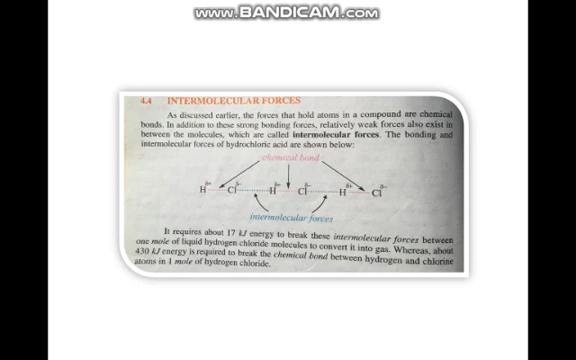 www.BANDICAM.com
4.4 INTERMOLECULAR FORCES
As discussed earlier, the forces that hold atoms in a compound are chemical
bonds. In addition to these strong bonding forces, relatively weak forces also exist in
between the molecules, which are called intermolecular forces. The bonding and
intermolecular forces of hydrochloric acid are shown below:
chemical bond
δ+ δ- δ+ δ- δ+ δ-
H Cl H Cl H Cl
intermolecular forces
It requires about 17 kJ energy to break these intermolecular forces between
one mole of liquid hydrogen chloride molecules to convert it into gas. Whereas, about
430 kJ energy is required to break the chemical bond between hydrogen and chlorine
atoms in 1 mole of hydrogen chloride.